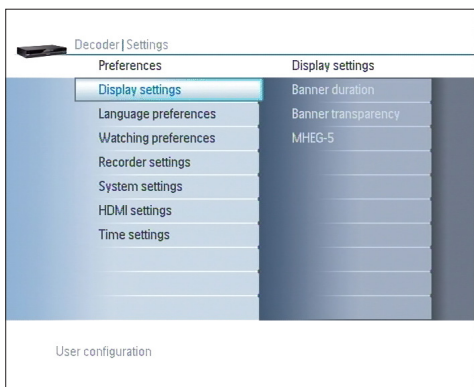 Decoder|Settings
Preferences
Display settings
Display settings
Language preferences
Watching preferences
Recorder settings
System settings
HDMI settings
Time settings
Banner duration
Banner transparency
MHEG-5
User configuration